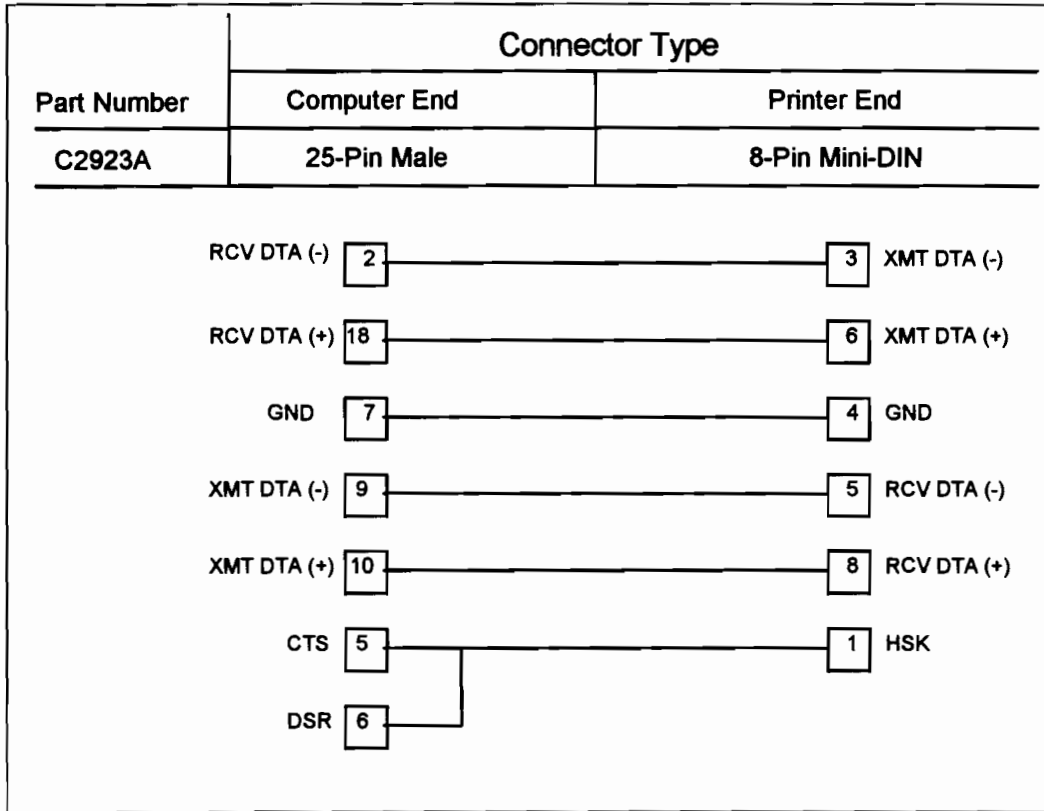 Connector Type
Part Number Computer End Printer End
C2923A 25-Pin Male 8-Pin Mini-DIN
RCV DTA (-) 2 3 XMT DTA (-)
RCV DTA (+) 18 6 XMT DTA (+)
GND 7 4 GND
XMT DTA (-) 9 5 RCV DTA (-)
XMT DTA (+) 10 8 RCV DTA (+)
CTS 5 1 HSK
DSR 6